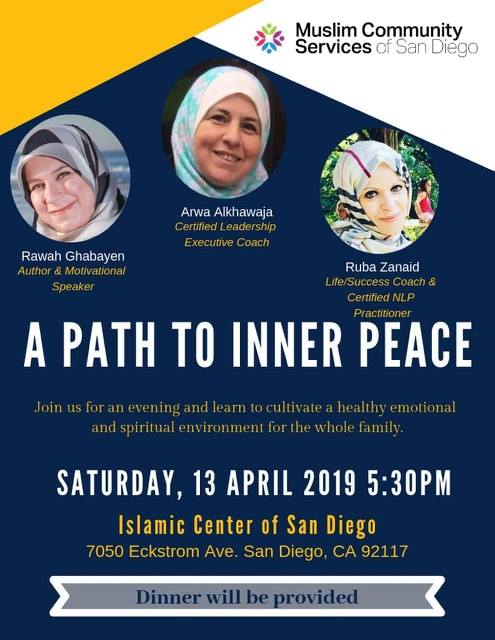 Muslim Community
Services of San Diego
Arwa Alkhawaja
Certified Leadership
Executive Coach
Rawah Ghabayen
Author & Motivational
Speaker
Ruba Zanaid
Life/Success Coach &
Certified NLP
Practitioner
A PATH TO INNER PEACE
Join us for an evening and learn to cultivate a healthy emotional
and spiritual environment for the whole family.
SATURDAY, 13 APRIL 2019 5:30PM
Islamic Center of San Diego
7050 Eckstrom Ave. San Diego, CA 92117
Dinner will be provided